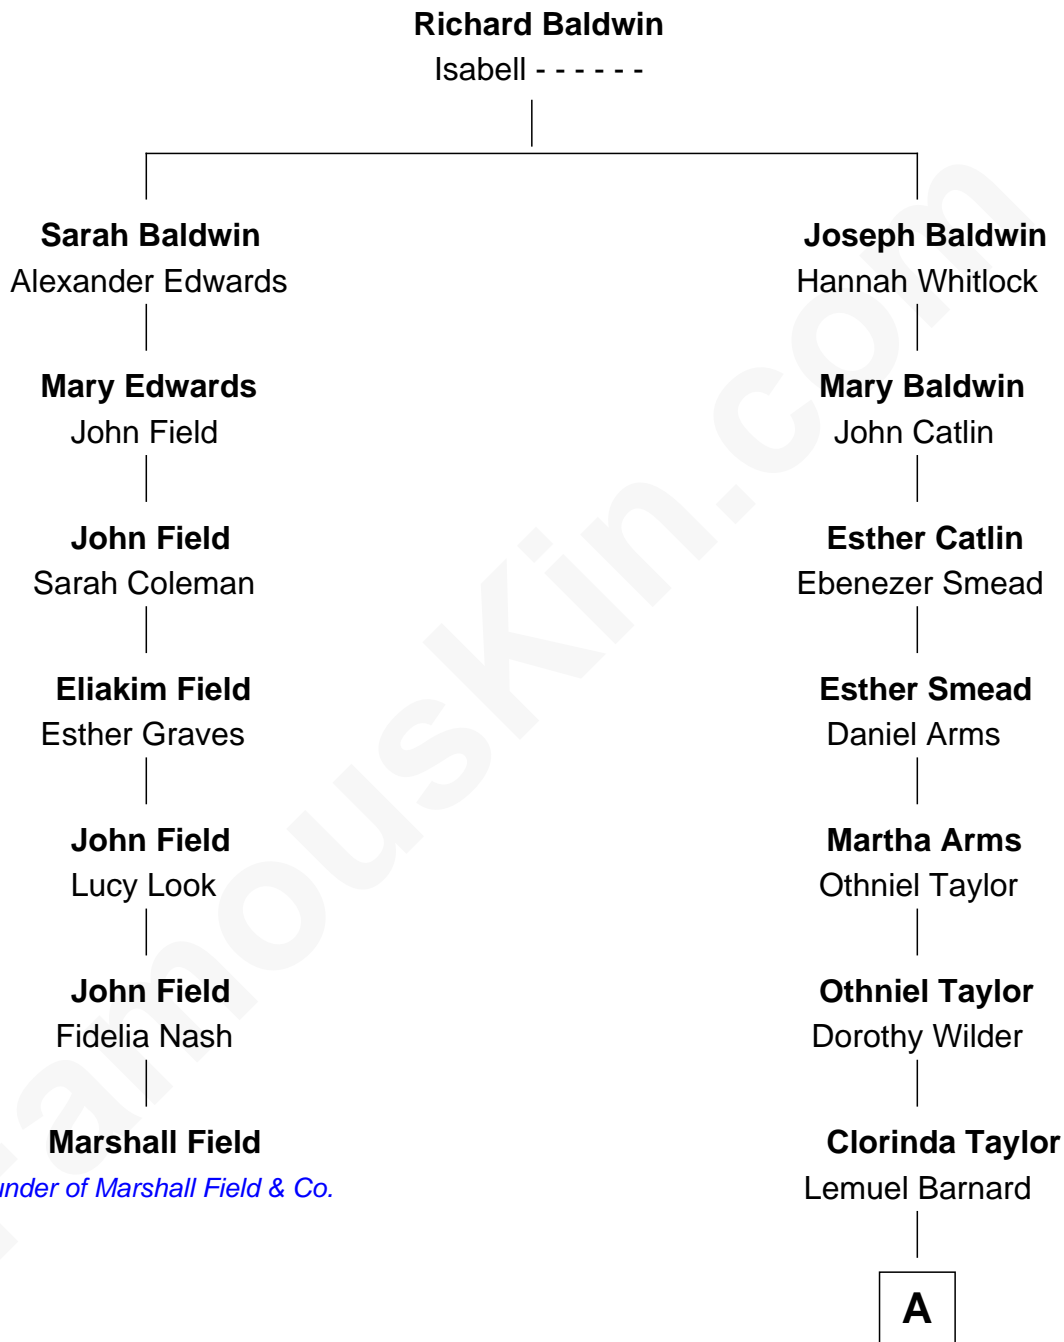 Richard Baldwin
Isabell - - - - - -
Sarah Baldwin
Alexander Edwards
Joseph Baldwin
Hannah Whitlock
Mary Edwards
John Field
Mary Baldwin
John Catlin
John Field
Sarah Coleman
Esther Catlin
Ebenezer Smead
Eliakim Field
Esther Graves
Esther Smead
Daniel Arms
John Field
Lucy Look
Martha Arms
Othniel Taylor
John Field
Fidelia Nash
Othniel Taylor
Dorothy Wilder
Marshall Field
under of Marshall Field & Co.
Clorinda Taylor
Lemuel Barnard
A
FamousKin.com